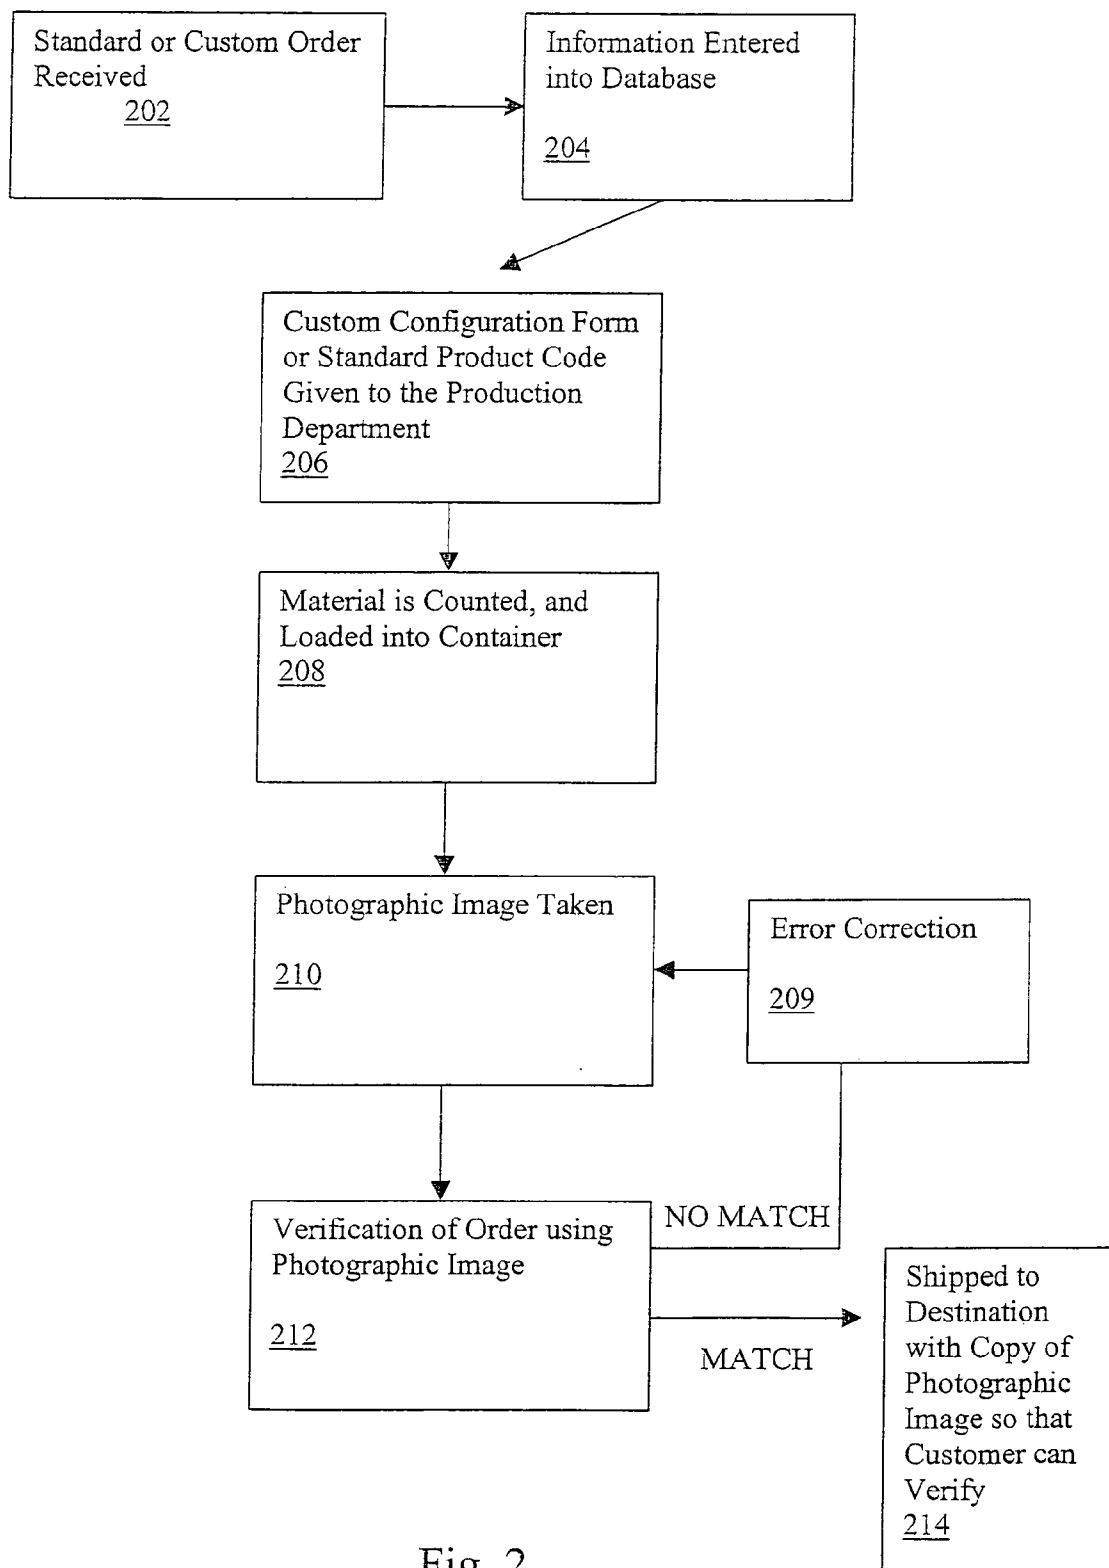 Standard or Custom Order
Received
202
Information Entered
into Database
204
Custom Configuration Form
or Standard Product Code
Given to the Production
Department
206
Material is Counted, and
Loaded into Container
208
Photographic Image Taken
210
Error Correction
209
Verification of Order using
Photographic Image
212
NO MATCH
MATCH
Shipped to
Destination
with Copy of
Photographic
Image so that
Customer can
Verify
214
Fig. 2